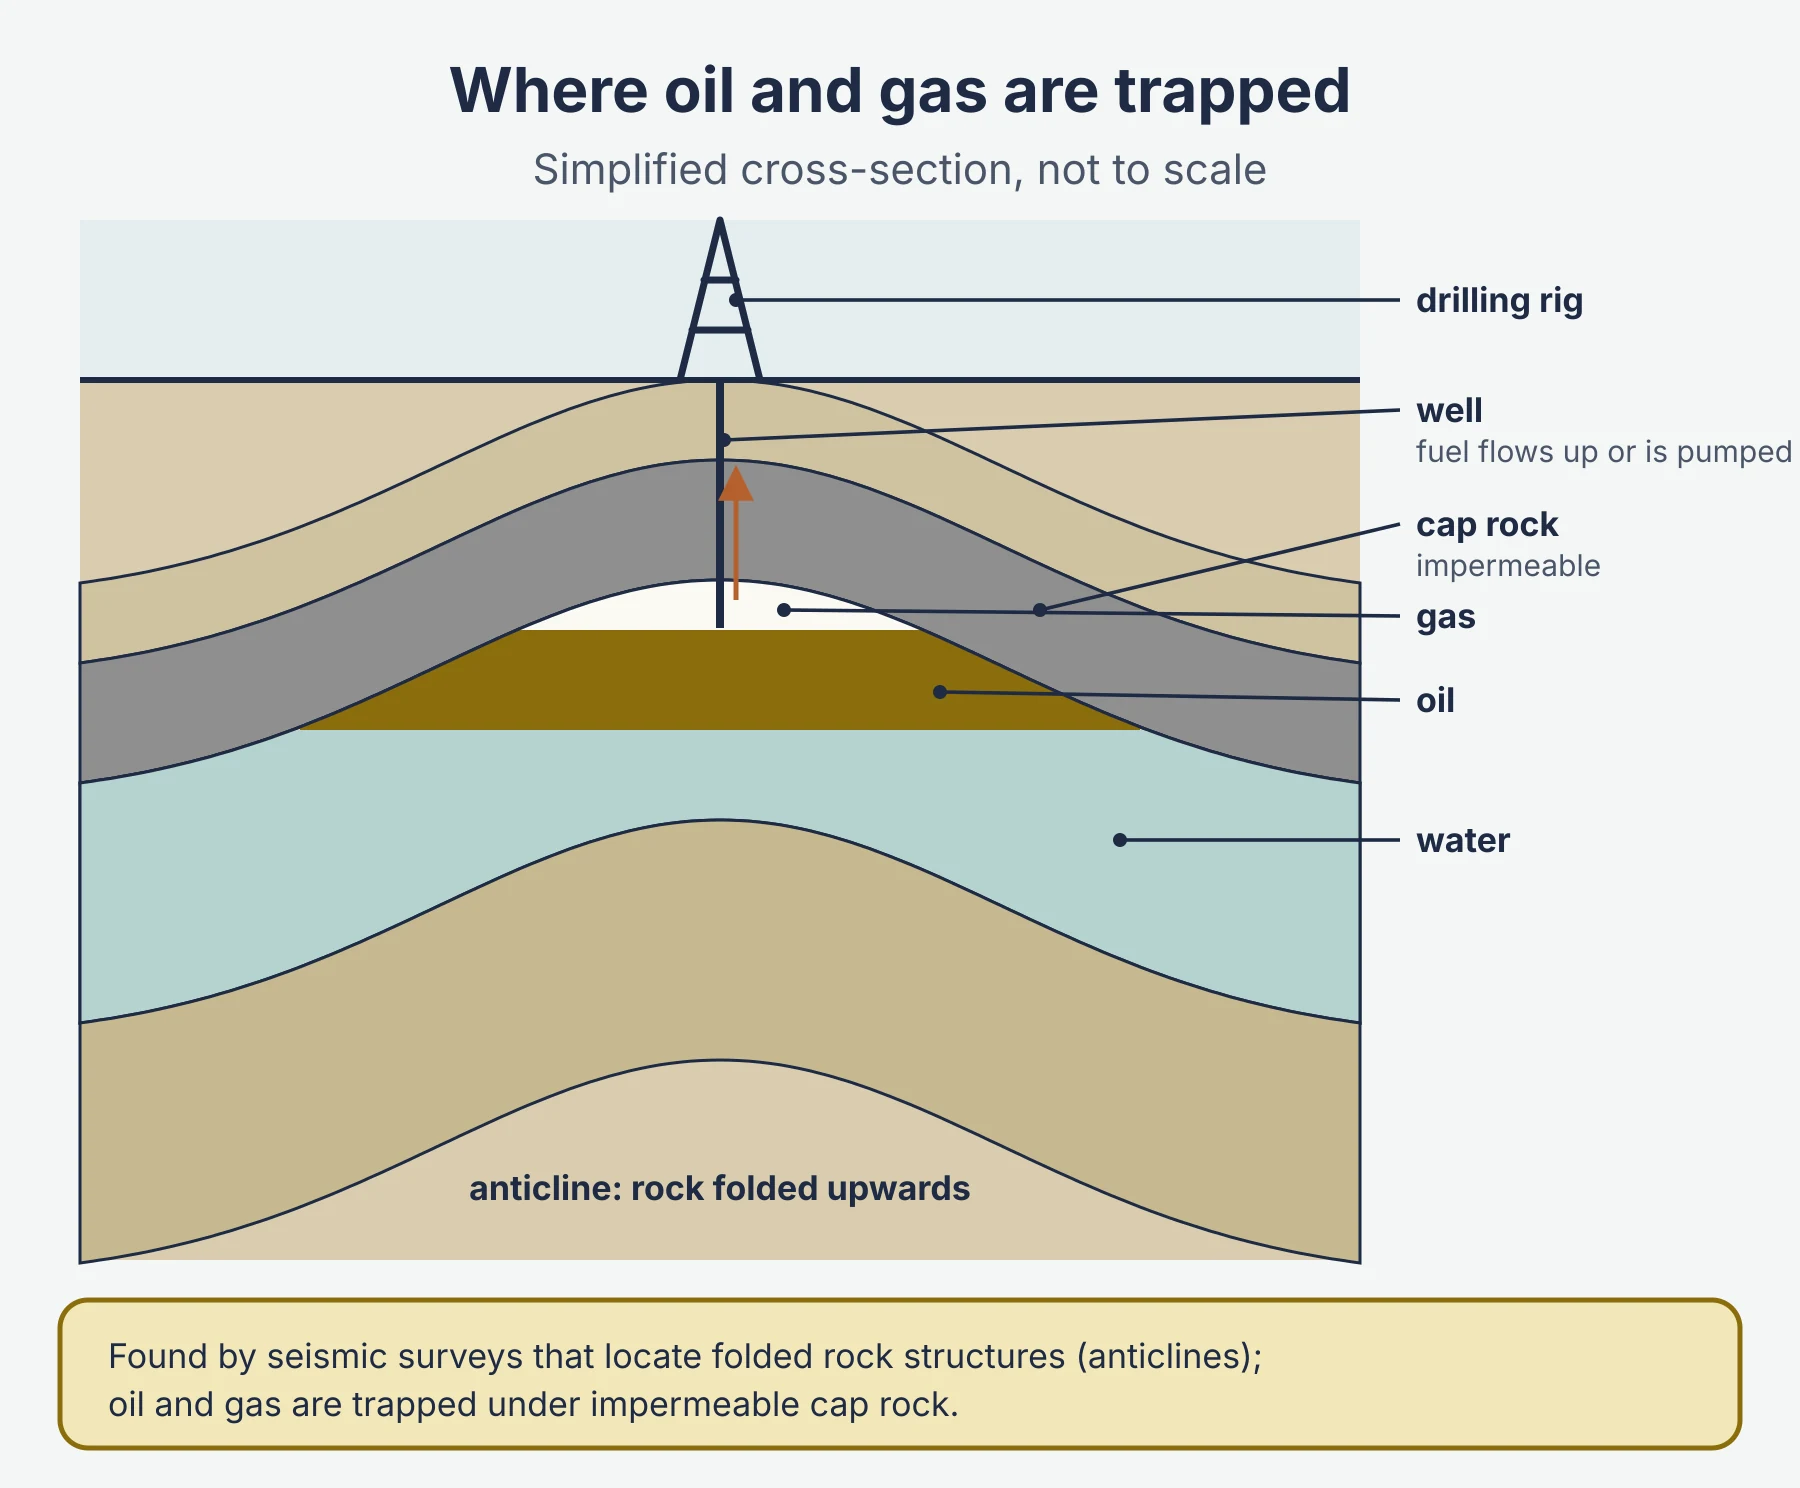 Where oil and gas are trapped
Simplified cross-section, not to scale
drilling rig
well
fuel flows up or is pumped
cap rock
impermeable
gas
oil
water
anticline: rock folded upwards
Found by seismic surveys that locate folded rock structures (anticlines);
oil and gas are trapped under impermeable cap rock.